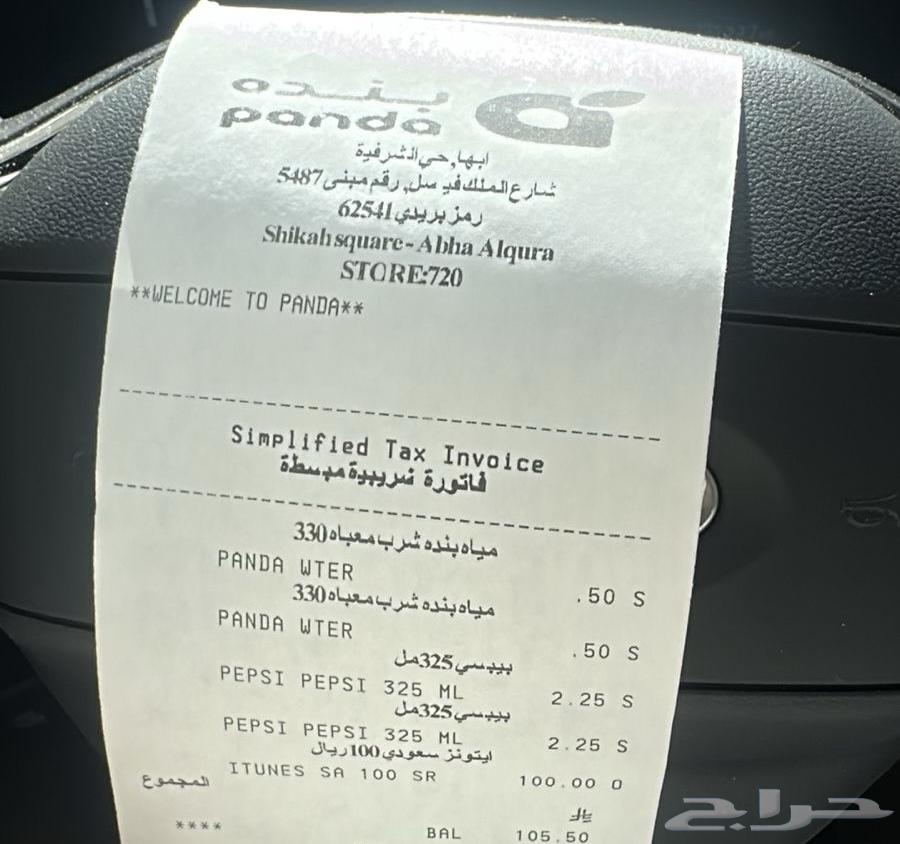 بنده
panda
ابها,حي الشرفية
شارع الملك فيصل, رقم مبنى 5487
رمز بريدي 62541
Shikah square - Abha Alqura
STORE:720
**WELCOME TO PANDA**
Simplified Tax Invoice
فاتورة ضريبية مبسطة
مياه بنده شرب معباه 330
PANDA WTER .50 S
مياه بنده شرب معباه 330
PANDA WTER .50 S
بيبسي 325مل
PEPSI PEPSI 325 ML 2.25 S
بيبسي 325مل
PEPSI PEPSI 325 ML 2.25 S
ايتونز سعودي 100ريال
ITUNES SA 100 SR 100.00 O
المجموع
**** BAL 105.50
حراج